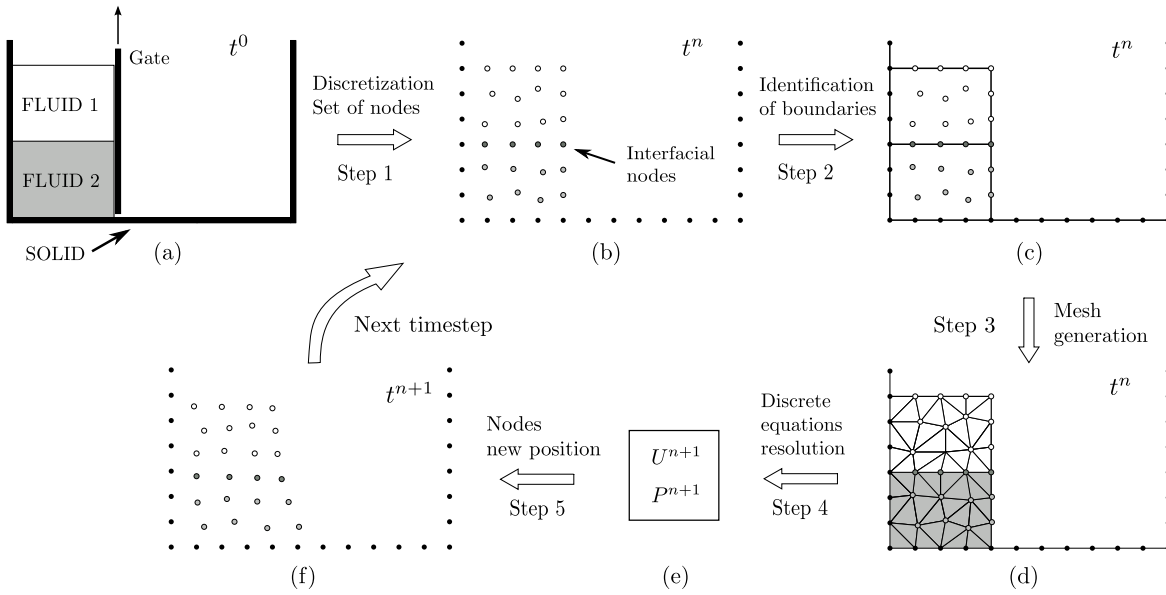 Gate
t^0
FLUID 1
FLUID 2
SOLID
(a)
Discretization
Set of nodes
Step 1
t^n
Interfacial
nodes
(b)
Identification
of boundaries
Step 2
t^n
(c)
Step 3
Mesh
generation
t^n
(d)
Discrete
equations
resolution
Step 4
U^{n+1}
P^{n+1}
(e)
Nodes
new position
Step 5
t^{n+1}
(f)
Next timestep